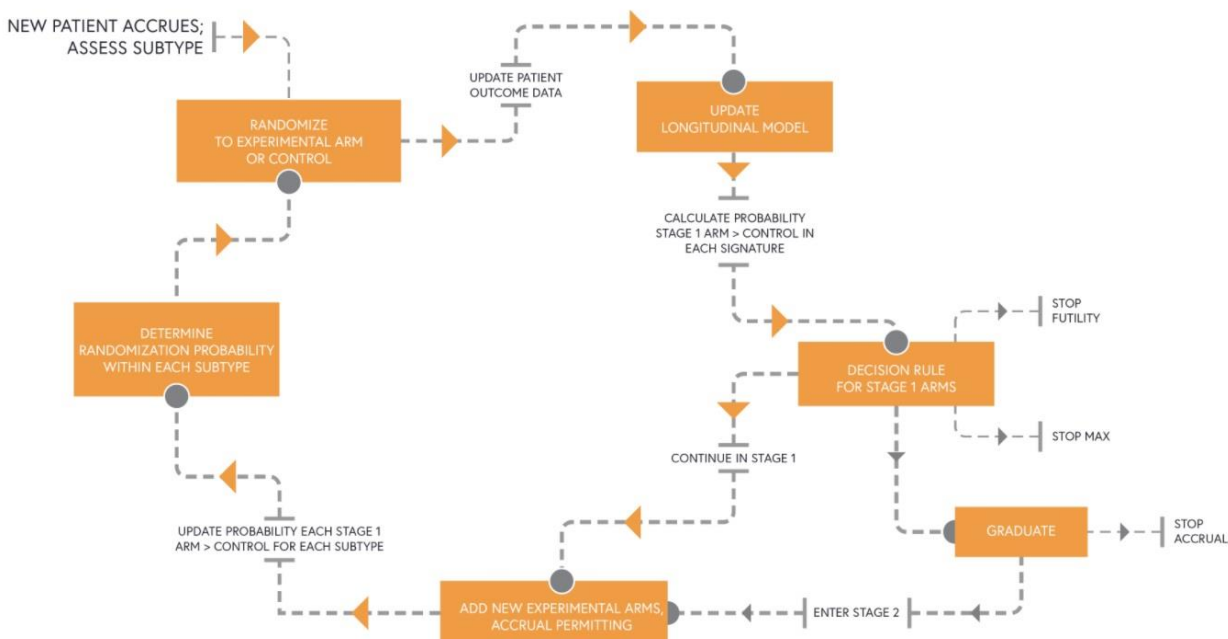 NEW PATIENT ACCRUES;
ASSESS SUBTYPE
RANDOMIZE
TO EXPERIMENTAL ARM
OR CONTROL
UPDATE PATIENT
OUTCOME DATA
UPDATE
LONGITUDINAL MODEL
CALCULATE PROBABILITY
STAGE 1 ARM > CONTROL IN
EACH SIGNATURE
DETERMINE
RANDOMIZATION PROBABILITY
WITHIN EACH SUBTYPE
STOP
FUTILITY
DECISION RULE
FOR STAGE 1 ARMS
STOP MAX
CONTINUE IN STAGE 1
UPDATE PROBABILITY EACH STAGE 1
ARM > CONTROL FOR EACH SUBTYPE
GRADUATE
STOP
ACCRUAL
ADD NEW EXPERIMENTAL ARMS,
ACCRUAL PERMITTING
ENTER STAGE 2